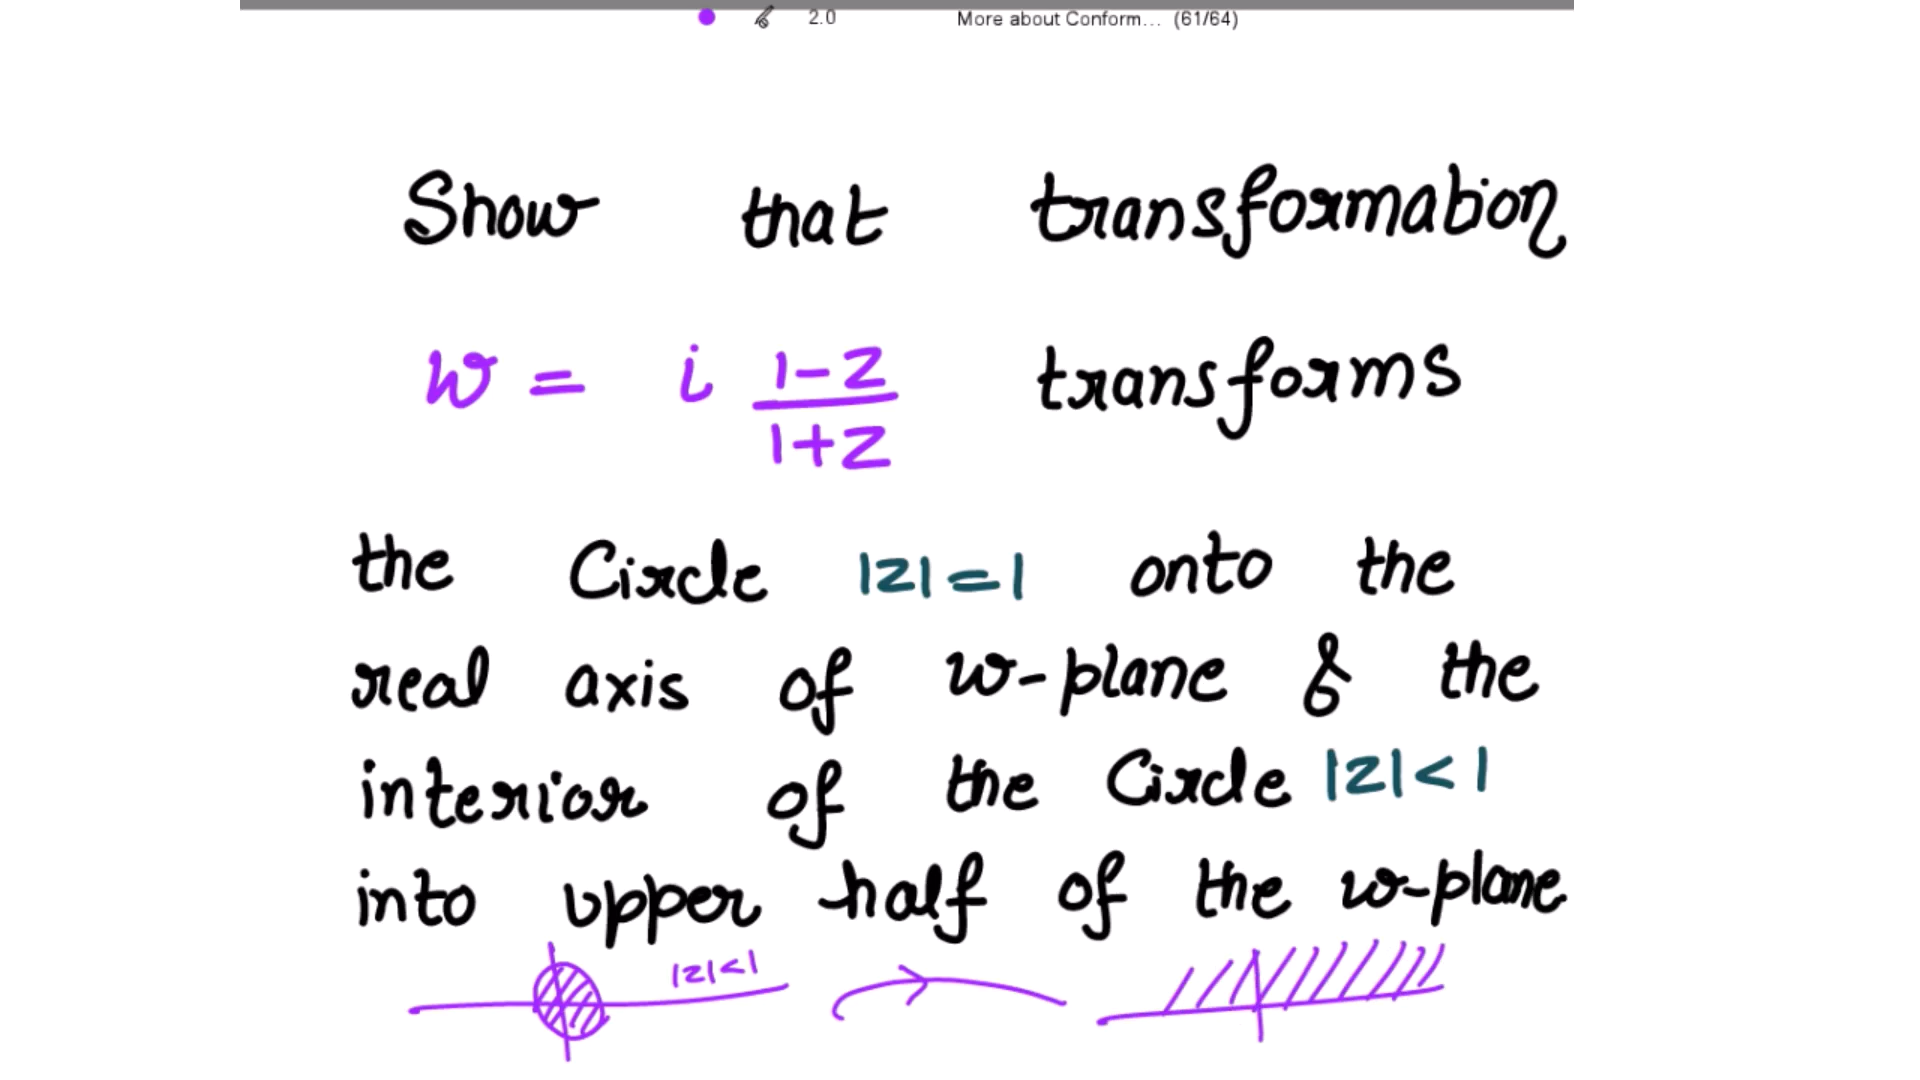 2.0 More about Conform... (61/64)
Show that transformation
w = i \frac{1-z}{1+z} transforms
the Circle |z|=1 onto the
real axis of w-plane & the
interior of the Circle |z|<1
into upper half of the w-plane
|z|<1